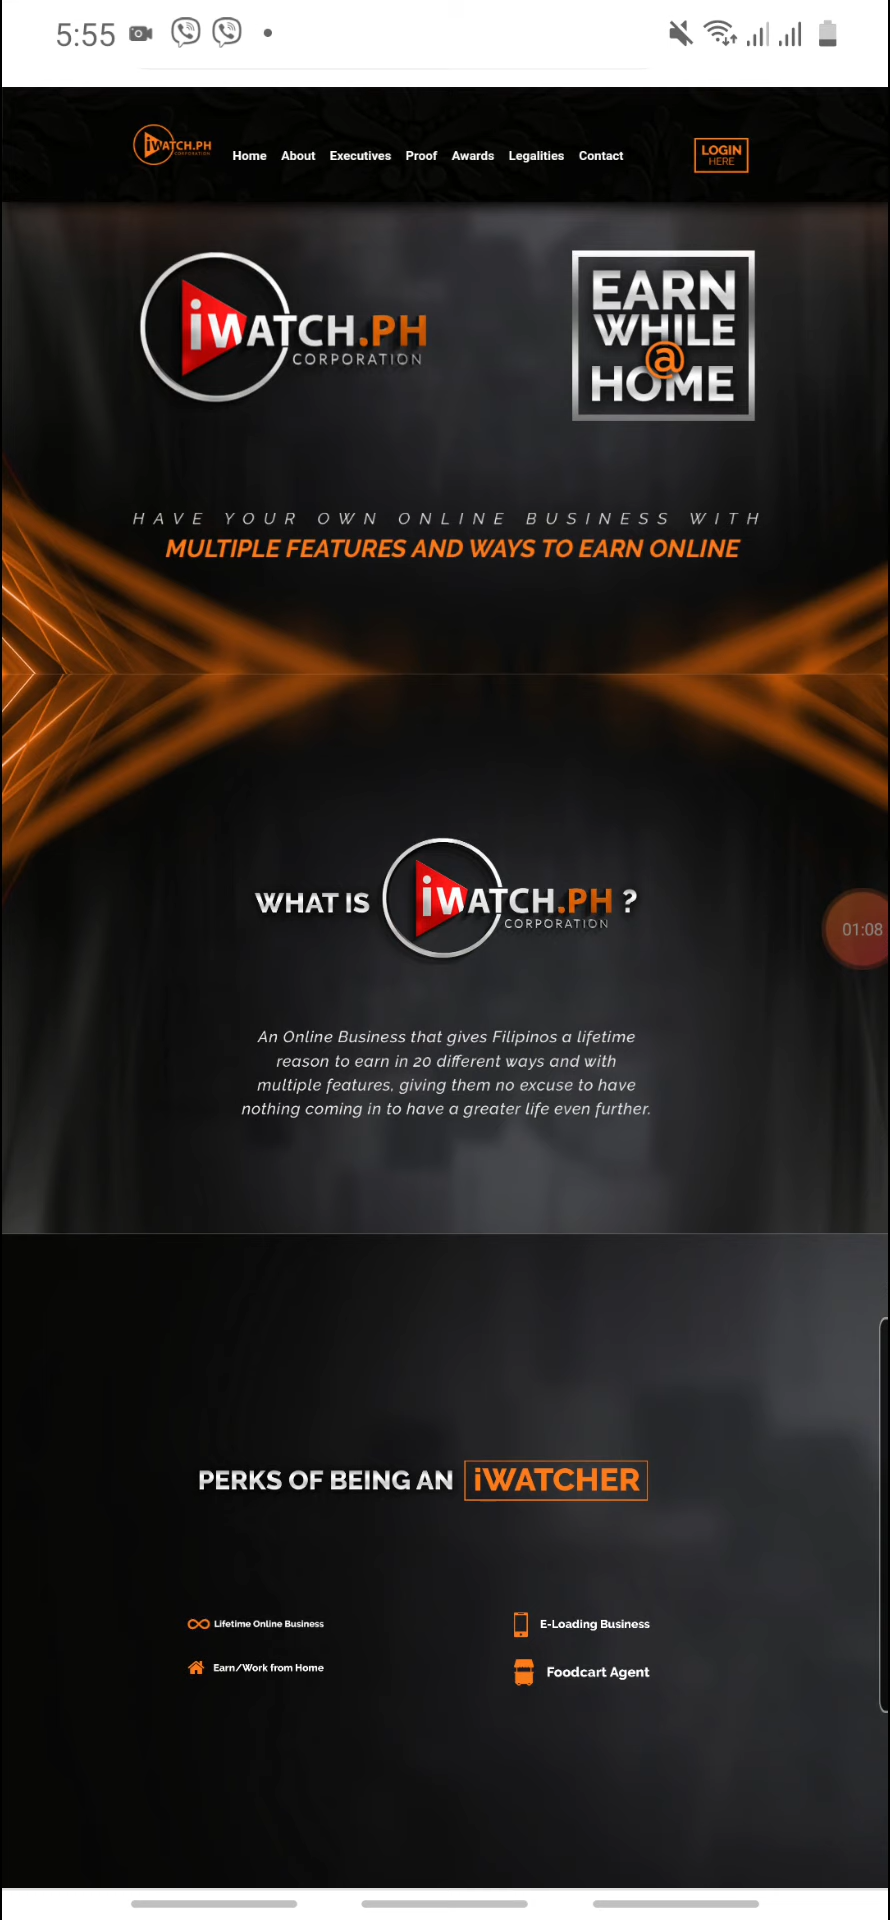 5:55
iWATCH.PH
CORPORATION
Home About Executives Proof Awards Legalities Contact
LOGIN
HERE
iWATCH.PH
CORPORATION
EARN
WHILE
@
HOME
HAVE YOUR OWN ONLINE BUSINESS WITH
MULTIPLE FEATURES AND WAYS TO EARN ONLINE
WHAT IS iWATCH.PH ?
CORPORATION
01:08
An Online Business that gives Filipinos a lifetime
reason to earn in 20 different ways and with
multiple features, giving them no excuse to have
nothing coming in to have a greater life even further.
PERKS OF BEING AN iWATCHER
Lifetime Online Business
E-Loading Business
Earn/Work from Home
Foodcart Agent